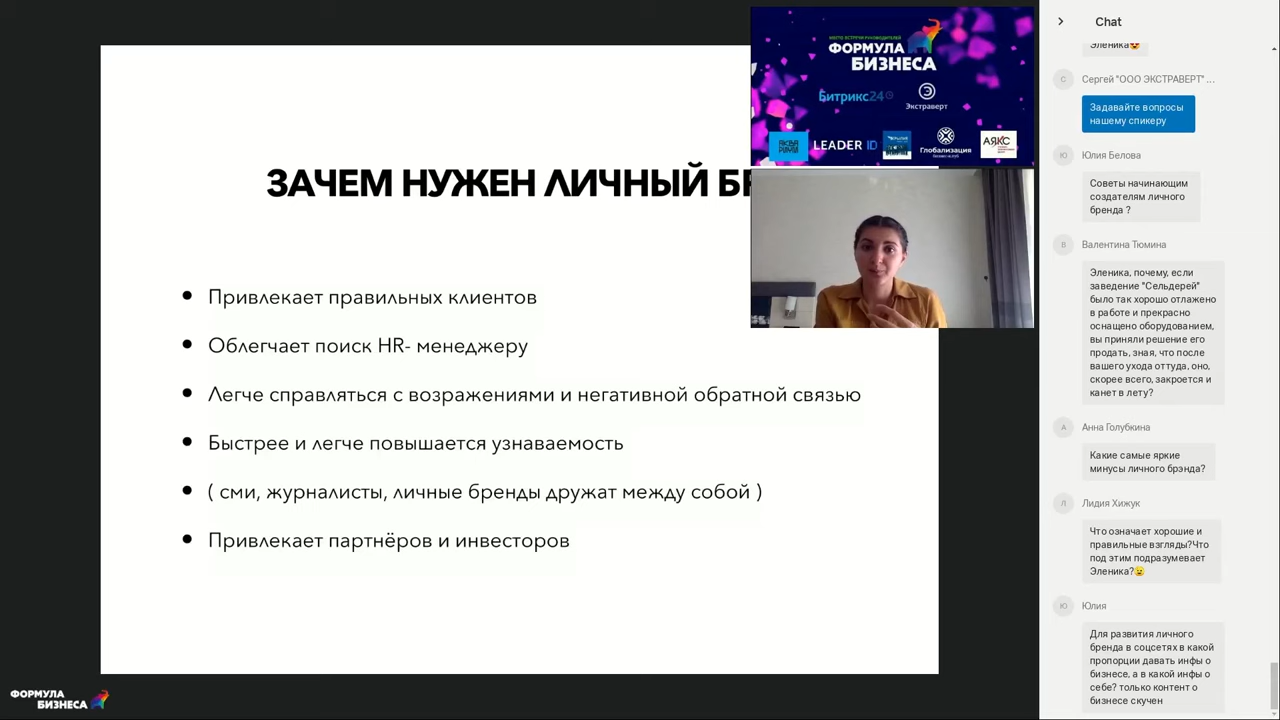 ЗАЧЕМ НУЖЕН ЛИЧНЫЙ
Привлекает правильных клиентов
Облегчает поиск HR- менеджеру
Легче справляться с возражениями и негативной обратной связью
Быстрее и легче повышается узнаваемость
( сми, журналисты, личные бренды дружат между собой )
Привлекает партнёров и инвесторов
МЕСТО ВСТРЕЧИ РУКОВОДИТЕЛЕЙ
ФОРМУЛА
БИЗНЕСА
Битрикс24
Экстраверт
LEADER ID
Глобализация
АЯКС
ФОРМУЛА
БИЗНЕСА
Chat
Эленика😍
Сергей "ООО ЭКСТРАВЕРТ" ...
Задавайте вопросы
нашему спикеру
Ю
Юлия Белова
Советы начинающим
создателям личного
бренда ?
В
Валентина Тюмина
Эленика, почему, если
заведение "Сельдерей"
было так хорошо отлажено
в работе и прекрасно
оснащено оборудованием,
вы приняли решение его
продать, зная, что после
вашего ухода оттуда, оно,
скорее всего, закроется и
канет в лету?
А
Анна Голубкина
Какие самые яркие
минусы личного брэнда?
Л
Лидия Хижук
Что означает хорошие и
правильные взгляды?Что
под этим подразумевает
Эленика?😉
Ю
Юлия
Для развития личного
бренда в соцсетях в какой
пропорции давать инфы о
бизнесе, а в какой инфы о
себе? только контент о
бизнесе скучен